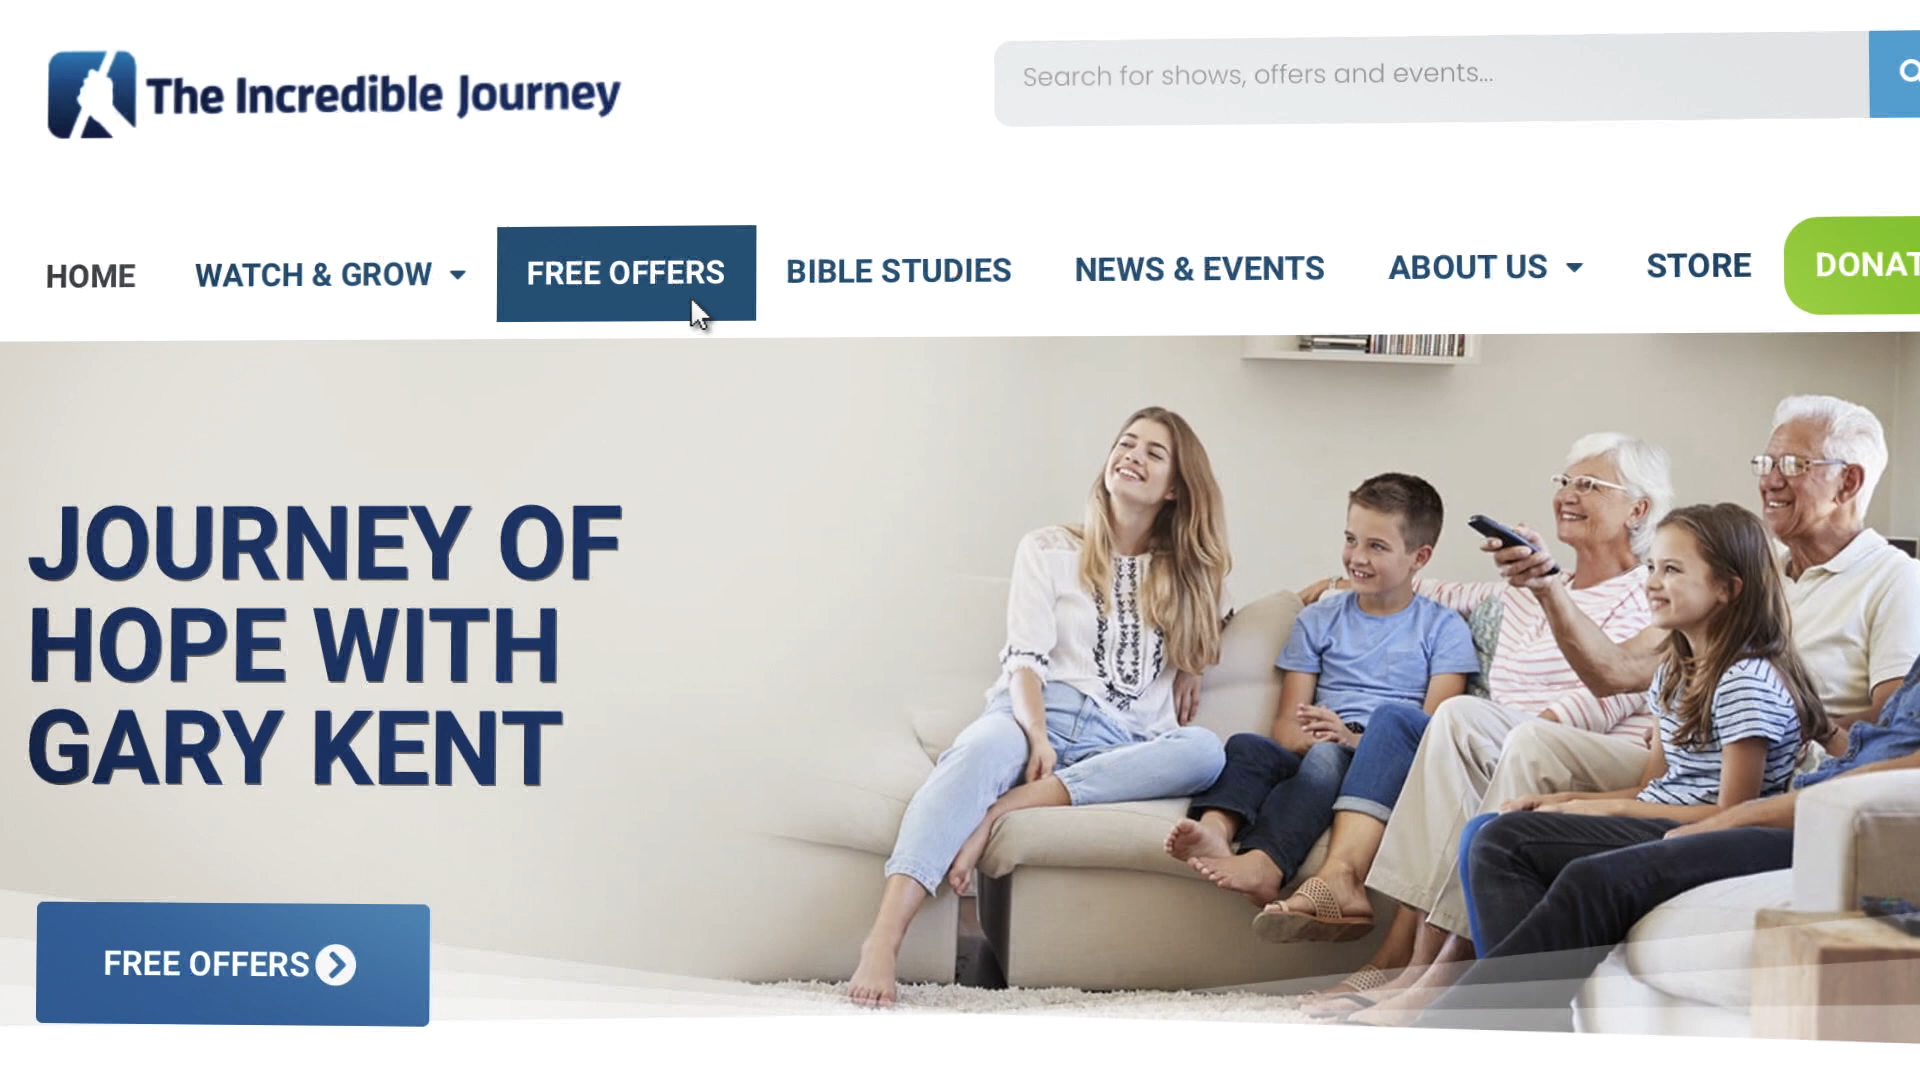 The Incredible Journey
Search for shows, offers and events...
HOME WATCH & GROW FREE OFFERS BIBLE STUDIES NEWS & EVENTS ABOUT US STORE DONAT
JOURNEY OF
HOPE WITH
GARY KENT
FREE OFFERS